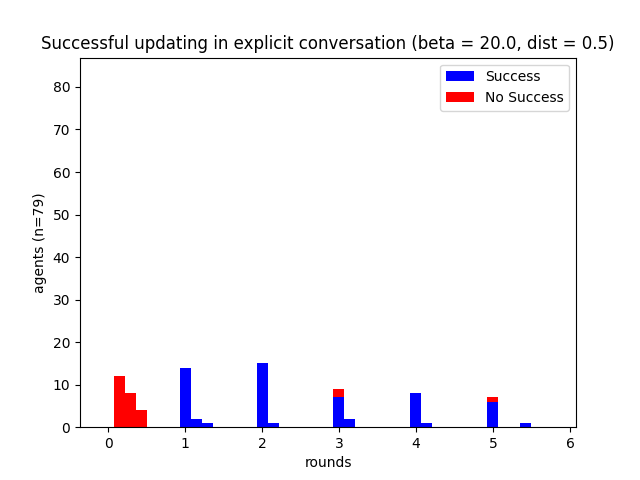 Successful updating in explicit conversation (beta = 20.0, dist = 0.5)
Success
No Success
agents (n=79)
80
70
60
50
40
30
20
10
0
0 1 2 3 4 5 6
rounds